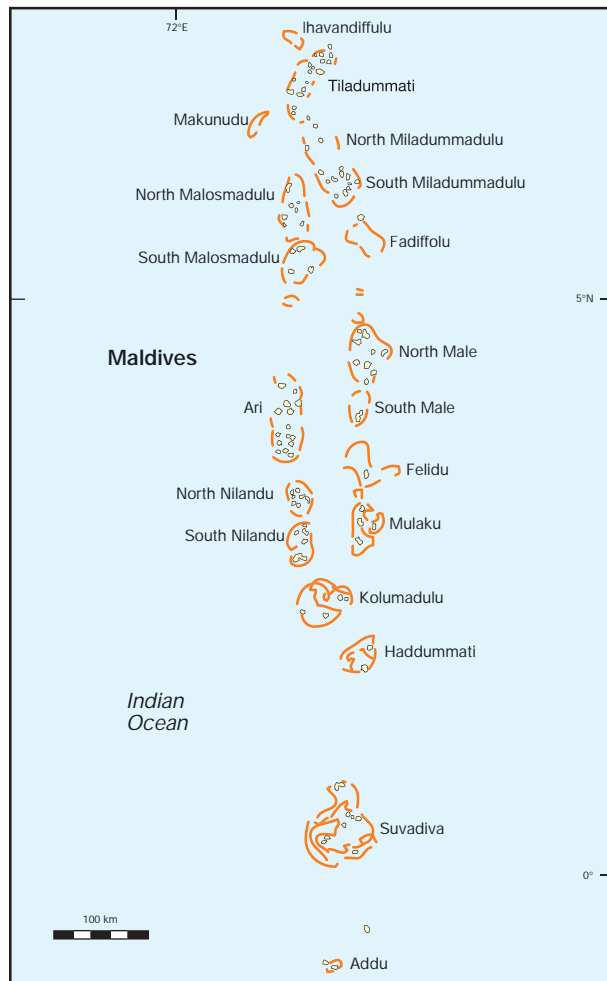 72°E
Ihavandiffulu
Tiladummati
Makunudu
North Miladummadulu
South Miladummadulu
North Malosmadulu
Fadiffolu
South Malosmadulu
5°N
North Male
Maldives
Ari
South Male
Felidu
North Nilandu
Mulaku
South Nilandu
Kolumadulu
Haddummati
Indian
Ocean
Suvadiva
0°
100 km
Addu